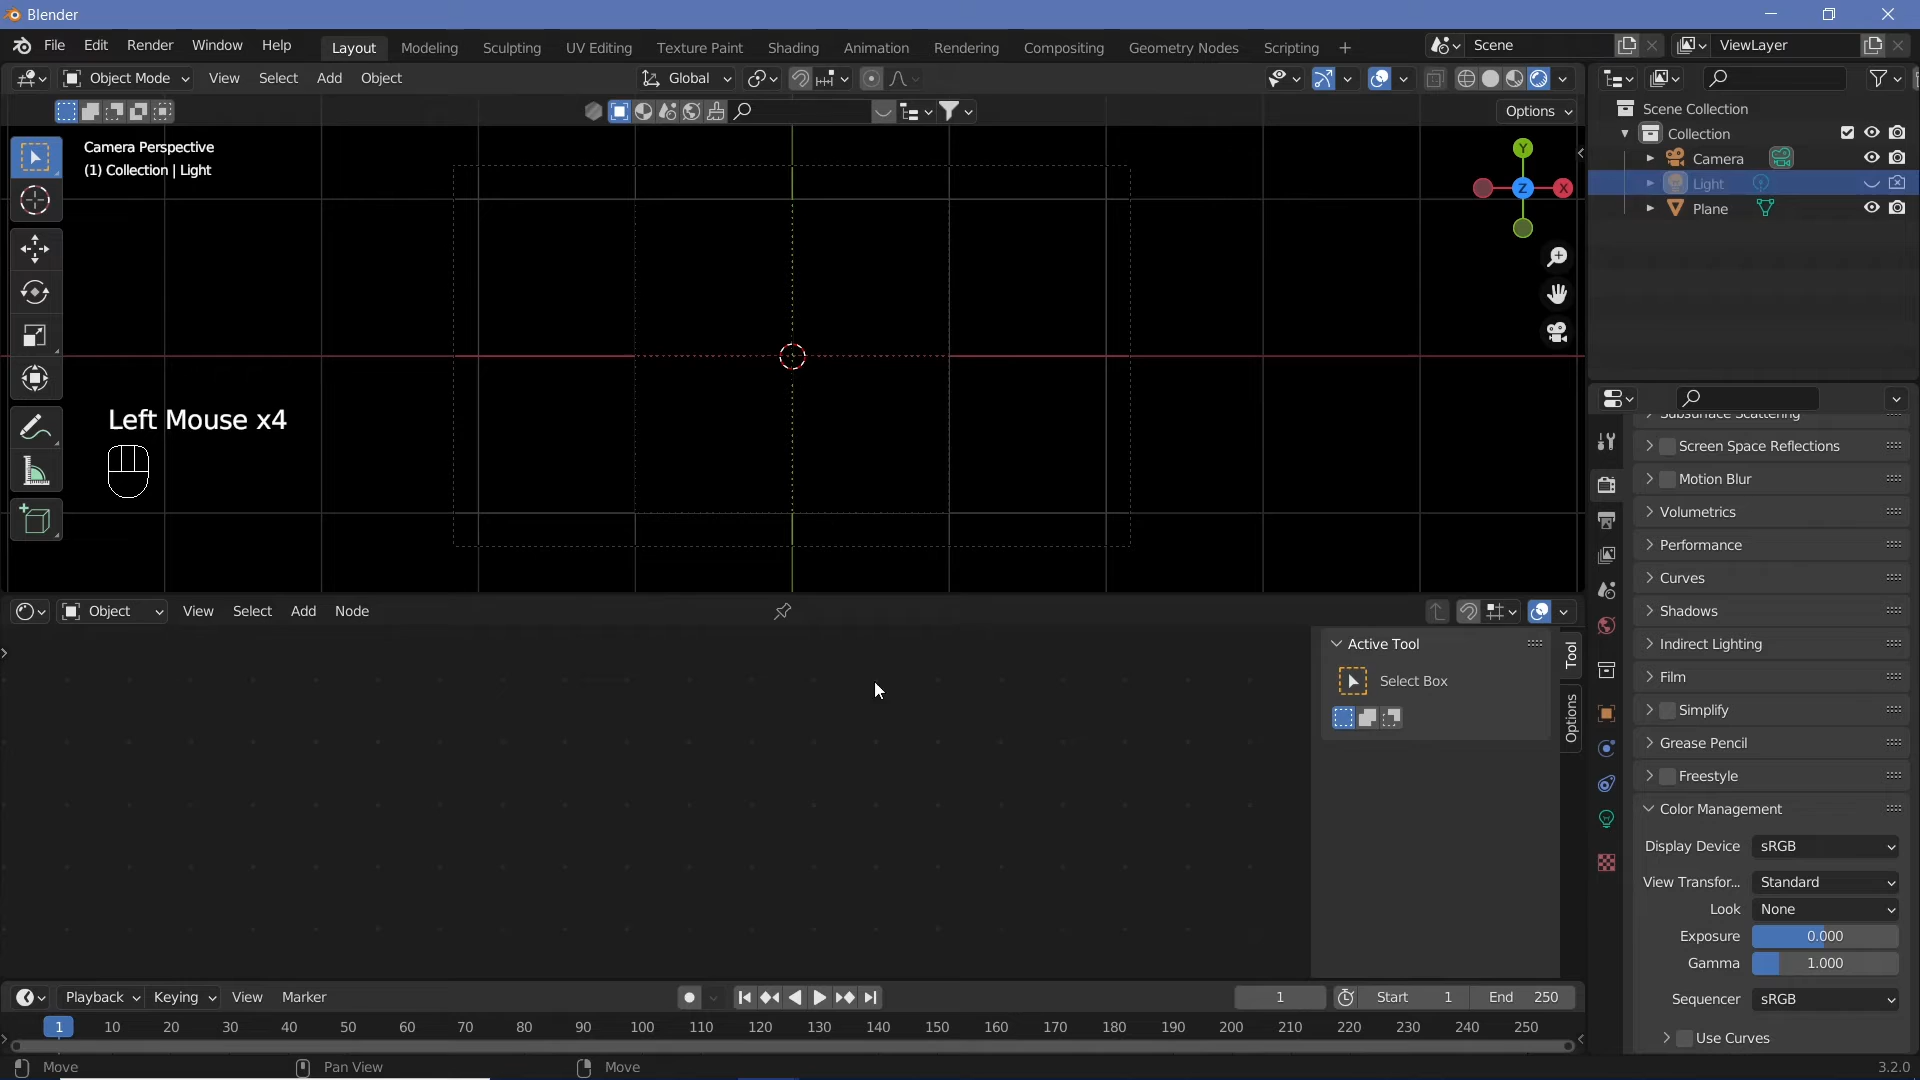 Blender
File Edit Render Window Help Layout Modeling Sculpting UV Editing Texture Paint Shading Animation Rendering Compositing Geometry Nodes Scripting + Scene ViewLayer
Object Mode View Select Add Object Global
Options
Camera Perspective
(1) Collection | Light
Y
X
Z
Left Mouse x4
Scene Collection
Collection
Camera
Light
Plane
Subsurface Scattering
Screen Space Reflections
Motion Blur
Volumetrics
Performance
Curves
Shadows
Indirect Lighting
Film
Simplify
Grease Pencil
Freestyle
Color Management
Display Device sRGB
View Transfor... Standard
Look None
Exposure 0.000
Gamma 1.000
Sequencer sRGB
Use Curves
Object View Select Add Node
Active Tool
Select Box
Tool
Options
Playback Keying View Marker 1 Start 1 End 250
1 10 20 30 40 50 60 70 80 90 100 110 120 130 140 150 160 170 180 190 200 210 220 230 240 250
Move Pan View Move 3.2.0